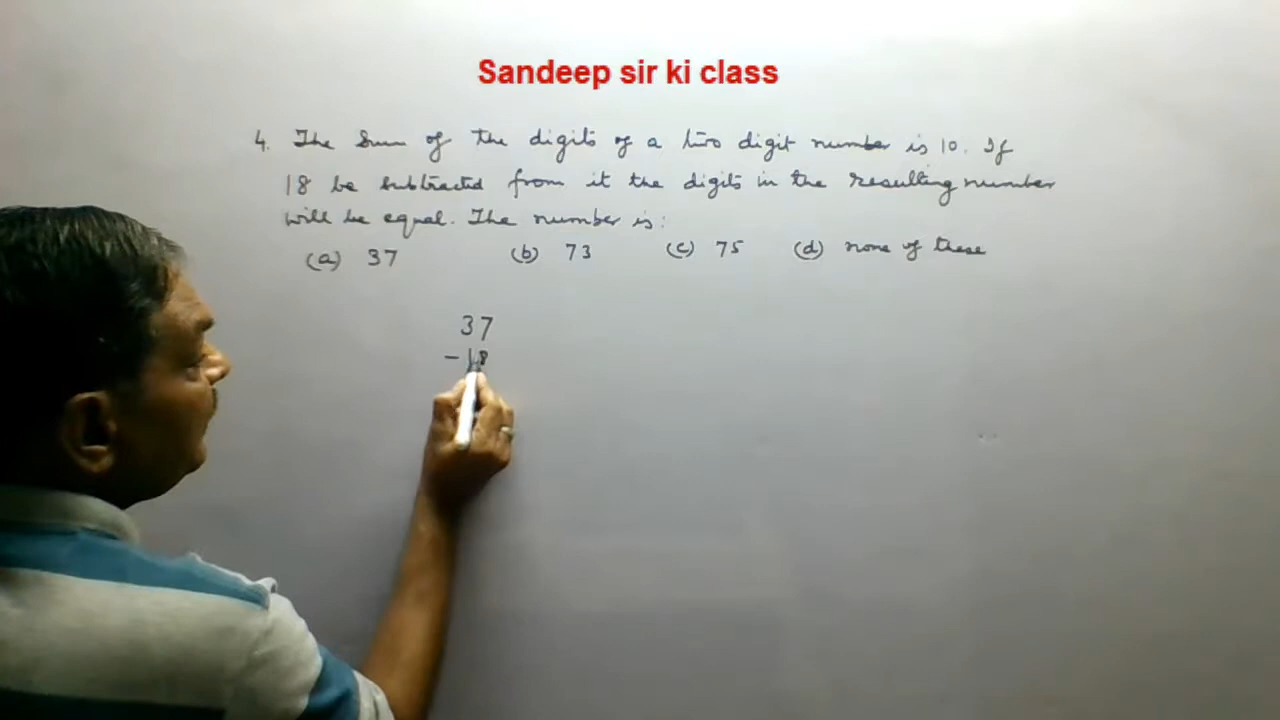 Sandeep sir ki class
4. The sum of the digits of a two digit number is 10. If
18 be subtracted from it the digits in the resulting number
will be equal. The number is:
(a) 37 (b) 73 (c) 75 (d) none of these
37
- 18